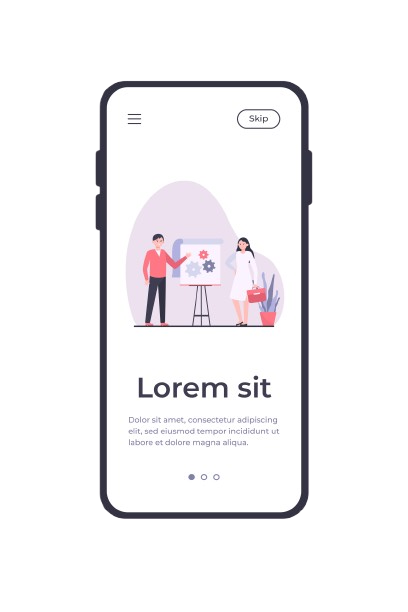 Skip
Lorem sit
Dolor sit amet, consectetur adipiscing
elit, sed eiusmod tempor incididunt ut
labore et dolore magna aliqua.